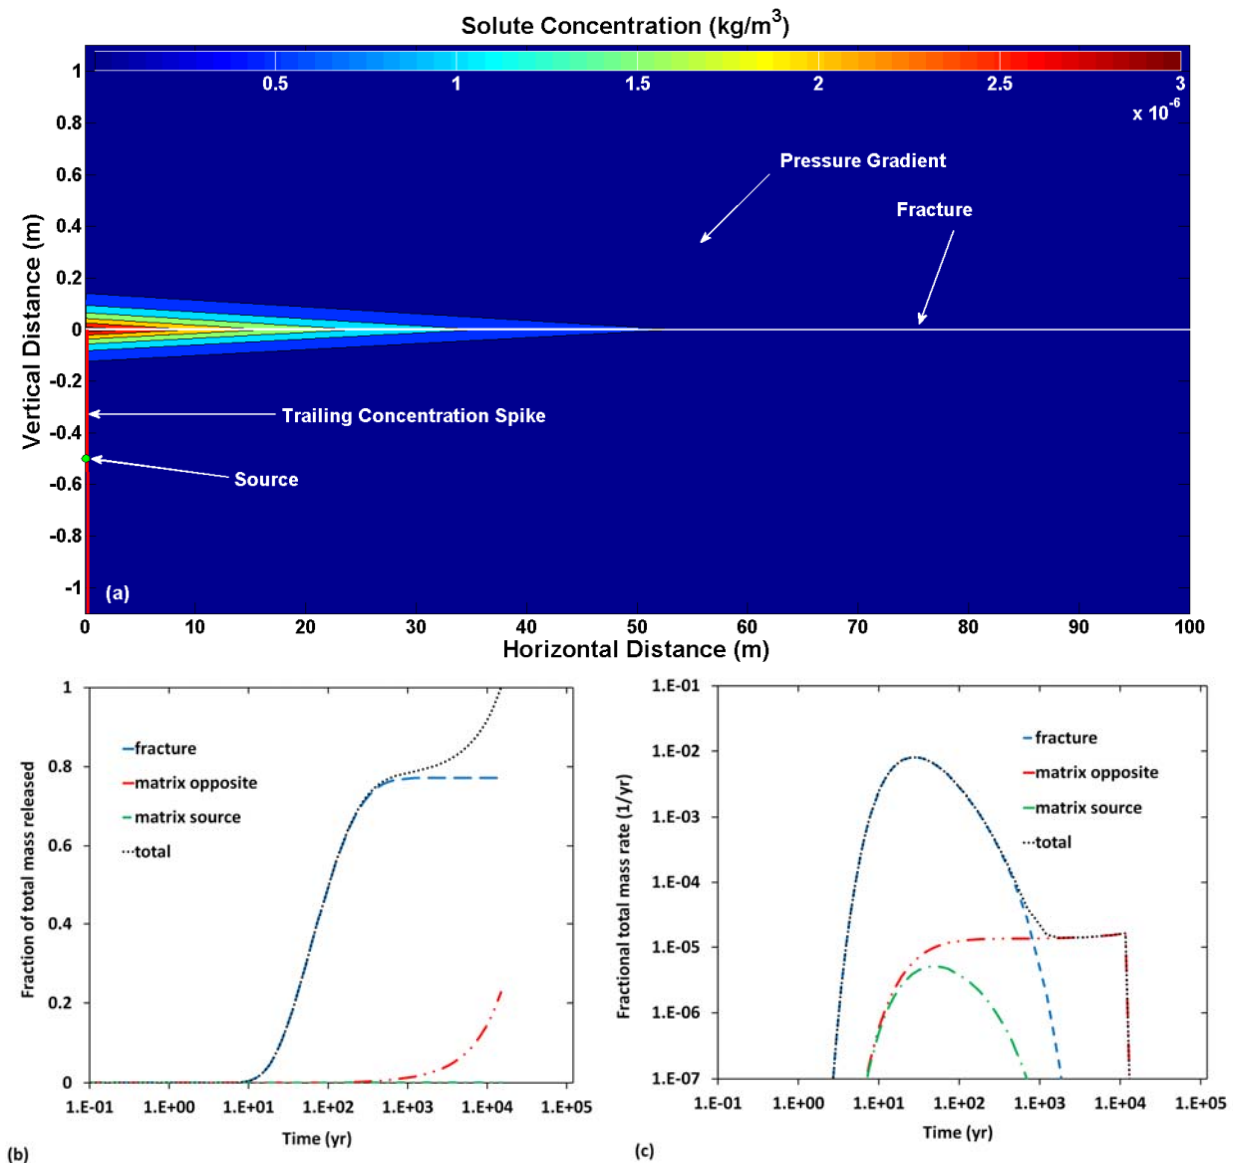 Solute Concentration (kg/m³)
0.5 1 1.5 2 2.5 3
x 10⁻⁶
Pressure Gradient
Fracture
Trailing Concentration Spike
Source
(a)
Vertical Distance (m)
1
0.8
0.6
0.4
0.2
0
-0.2
-0.4
-0.6
-0.8
-1
0 10 20 30 40 50 60 70 80 90 100
Horizontal Distance (m)
Fraction of total mass released
1
0.8
0.6
0.4
0.2
0
fracture
matrix opposite
matrix source
total
1.E-01 1.E+00 1.E+01 1.E+02 1.E+03 1.E+04 1.E+05
Time (yr)
(b)
Fractional total mass rate (1/yr)
1.E-01
1.E-02
1.E-03
1.E-04
1.E-05
1.E-06
1.E-07
fracture
matrix opposite
matrix source
total
1.E-01 1.E+00 1.E+01 1.E+02 1.E+03 1.E+04 1.E+05
Time (yr)
(c)